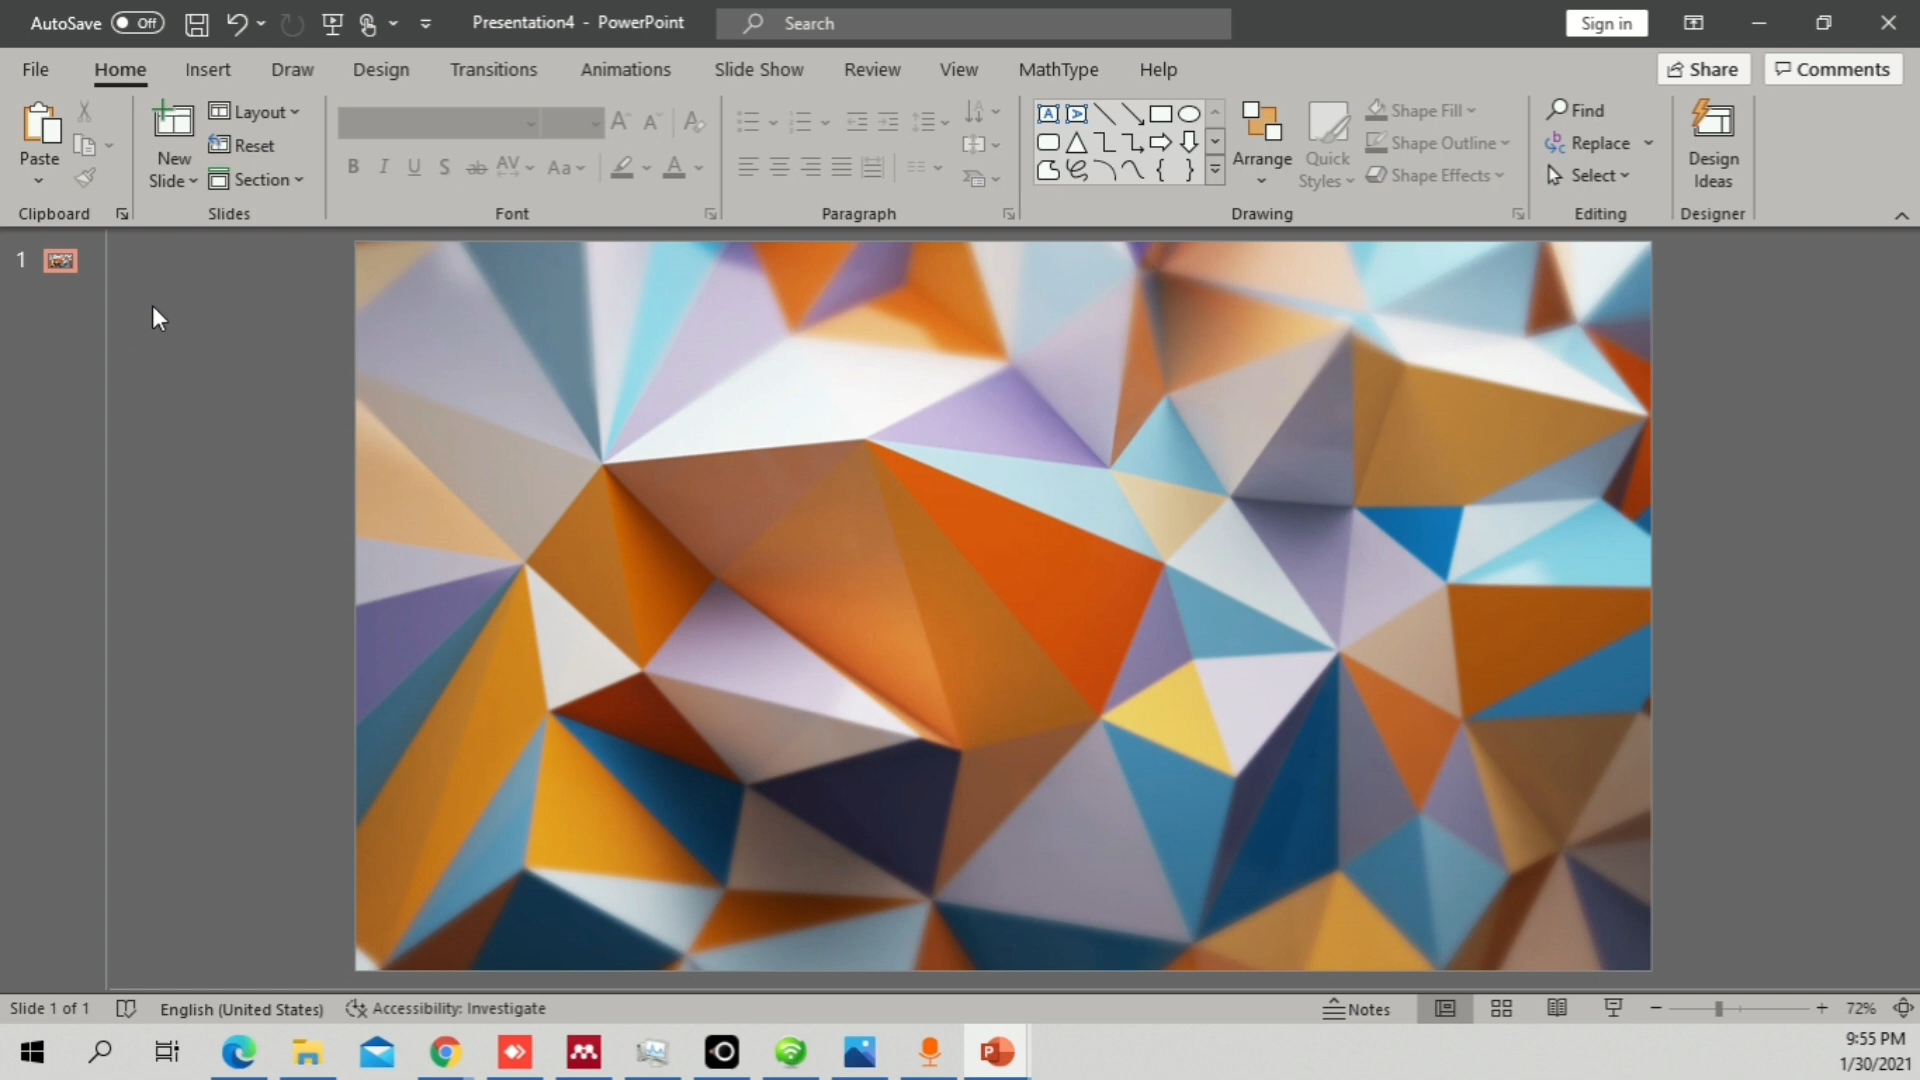 AutoSave Off Presentation4 - PowerPoint Search Sign in
File Home Insert Draw Design Transitions Animations Slide Show Review View MathType Help Share Comments
Paste New Slide Layout Reset Section
B I U S ab AV Aa A
Arrange Quick Styles Shape Fill Shape Outline Shape Effects
Find Replace Select
Design Ideas
Clipboard Slides Font Paragraph Drawing Editing Designer
1
Slide 1 of 1 English (United States) Accessibility: Investigate Notes 72%
9:55 PM
1/30/2021